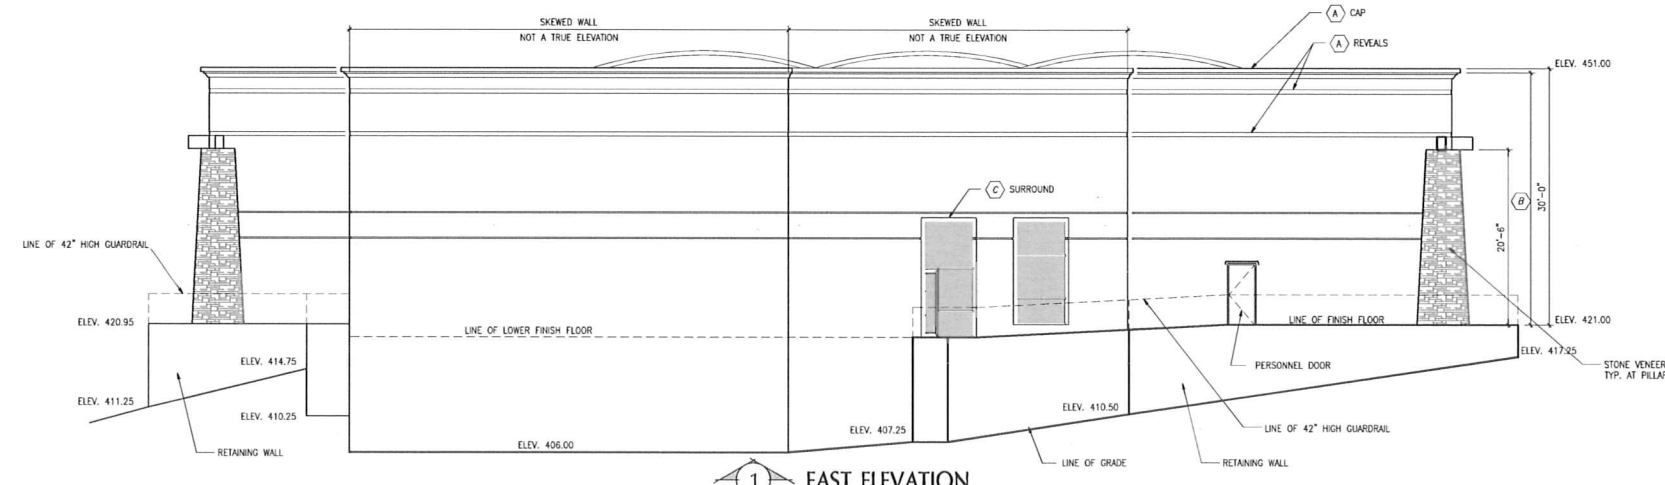 SKEWED WALL
NOT A TRUE ELEVATION
SKEWED WALL
NOT A TRUE ELEVATION
A CAP
A REVEALS
ELEV. 451.00
C SURROUND
B
30'-0"
20'-6"
LINE OF 42" HIGH GUARDRAIL
ELEV. 420.95
LINE OF LOWER FINISH FLOOR
LINE OF FINISH FLOOR
ELEV. 421.00
ELEV. 414.75
PERSONNEL DOOR
ELEV. 417.25
STONE VENEER
TYP. AT PILLAR
ELEV. 411.25
ELEV. 410.25
ELEV. 410.50
ELEV. 407.25
LINE OF 42" HIGH GUARDRAIL
RETAINING WALL
ELEV. 406.00
LINE OF GRADE
RETAINING WALL
1 EAST ELEVATION